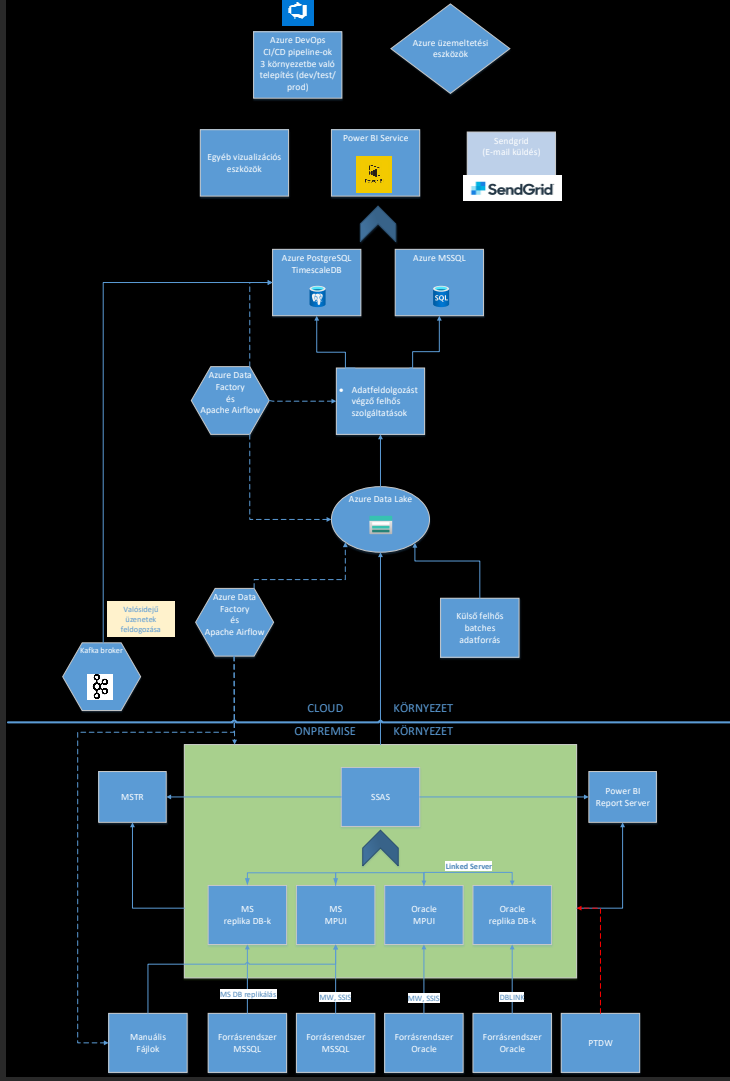 Azure DevOps
CI/CD pipeline-ok
3 környezetbe való
telepítés (dev/test/
prod)
Azure üzemeltetési
eszközök
Egyéb vizualizációs
eszközök
Power BI Service
Sendgrid
(E-mail küldés)
SendGrid
Azure PostgreSQL
TimescaleDB
Azure MSSQL
SQL
Azure Data
Factory
és
Apache Airflow
• Adatfeldolgozást
végző felhős
szolgáltatások
Azure Data Lake
Azure Data
Factory
és
Apache Airflow
Külső felhős
batches
adatforrás
Valósidejű
üzenetek
feldogozása
Kafka broker
CLOUD KÖRNYEZET
ONPREMISE KÖRNYEZET
MSTR
SSAS
Power BI
Report Server
Linked Server
MS
replika DB-k
MS
MPUI
Oracle
MPUI
Oracle
replika DB-k
MS DB replikálás
MW, SSIS
MW, SSIS
DBLINK
Manuális
Fájlok
Forrásrendszer
MSSQL
Forrásrendszer
MSSQL
Forrásrendszer
Oracle
Forrásrendszer
Oracle
PTDW